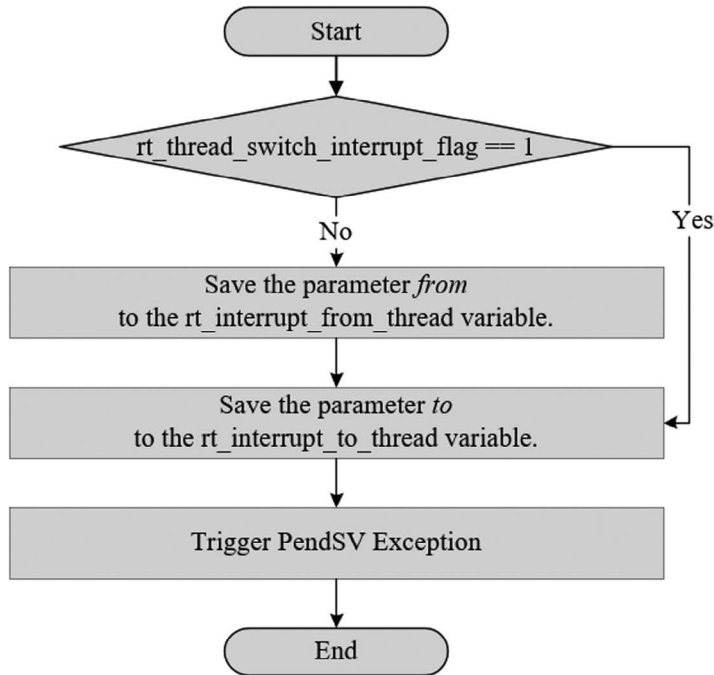 Start
rt_thread_switch_interrupt_flag == 1
Yes
No
Save the parameter from
to the rt_interrupt_from_thread variable.
Save the parameter to
to the rt_interrupt_to_thread variable.
Trigger PendSV Exception
End